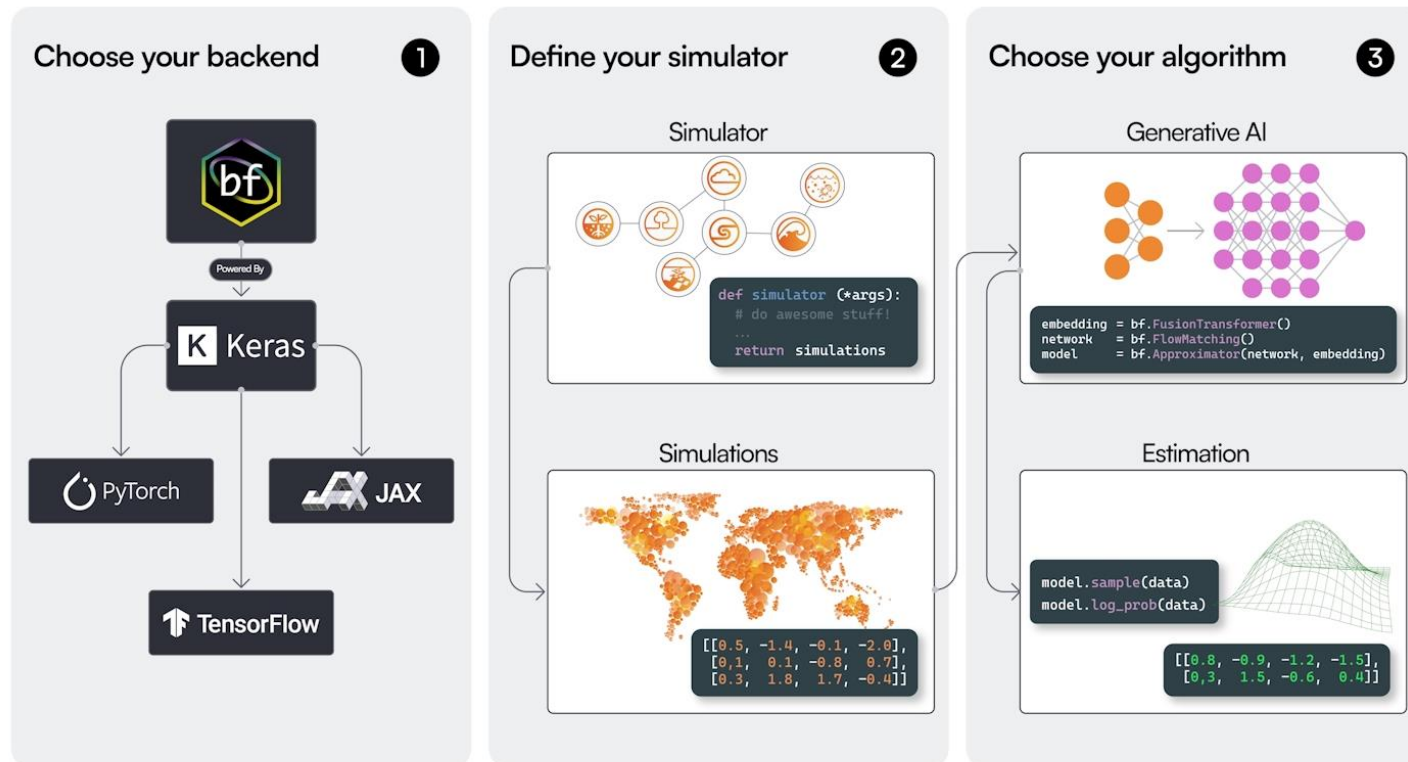 Choose your backend
1
bf
Powered By
K Keras
PyTorch
JAX
TensorFlow
Define your simulator
2
Simulator
def simulator (*args):
# do awesome stuff!
...
return simulations
Simulations
[[0.5, -1.4, -0.1, -2.0],
[0,1, 0.1, -0.8, 0.7],
[0.3, 1.8, 1.7, -0.4]]
Choose your algorithm
3
Generative AI
embedding = bf.FusionTransformer()
network = bf.FlowMatching()
model = bf.Approximator(network, embedding)
Estimation
model.sample(data)
model.log_prob(data)
[[0.8, -0.9, -1.2, -1.5],
[0,3, 1.5, -0.6, 0.4]]